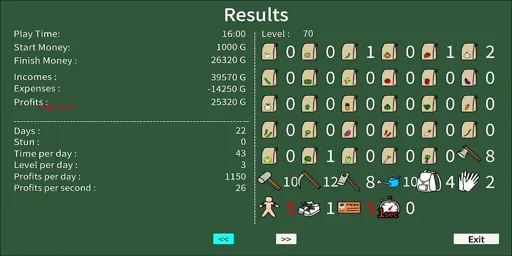 Results
Play Time: 16:00
Start Money: 1000 G
Finish Money : 26320 G
Incomes : 39570 G
Expenses : -14250 G
Profits : 25320 G
Days : 22
Stun : 0
Time per day : 43
Level per day : 3
Profits per day : 1150
Profits per second : 26
Level : 70
0 0 1 0 1 2
0 0 0 0 0 0
0 0 0 0 0 0
0 0 0 0 0 0
0 1 0 0 8
10 12 8 10 4 2
5 1 5 1sec 0
<< >> Exit